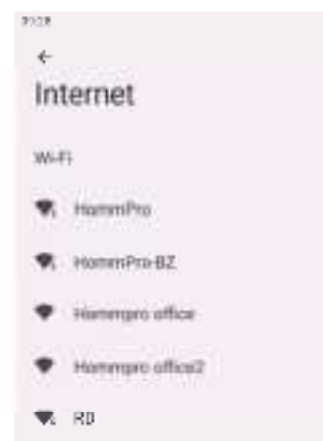 Internet
Wi-Fi
HommPro
HommPro-BZ
Hommpro office
Hommpro office2
RD